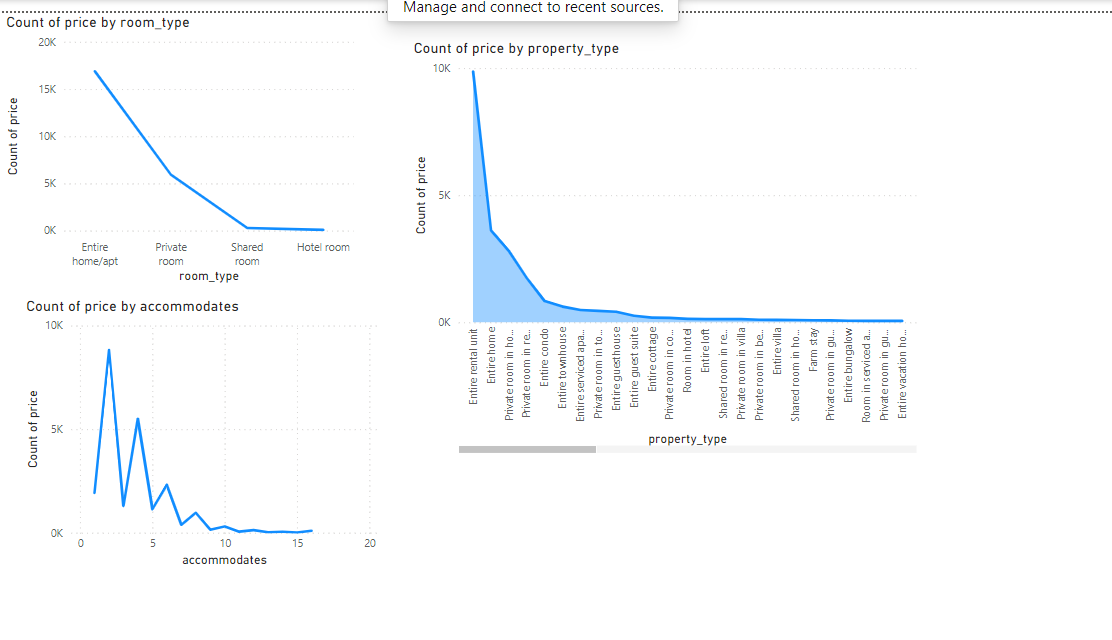 Manage and connect to recent sources.
Count of price by room_type
20K
15K
10K
5K
0K
Count of price
Entire home/apt
Private room
Shared room
Hotel room
room_type
Count of price by property_type
10K
5K
0K
Count of price
Entire rental unit
Entire home
Private room in ho...
Private room in re...
Entire condo
Entire townhouse
Entire serviced apa...
Private room in to...
Entire guesthouse
Entire guest suite
Entire cottage
Private room in co...
Room in hotel
Entire loft
Shared room in re...
Private room in villa
Private room in be...
Entire villa
Shared room in ho...
Farm stay
Private room in gu...
Entire bungalow
Room in serviced a...
Private room in gu...
Entire vacation ho...
property_type
Count of price by accommodates
10K
5K
0K
Count of price
0
5
10
15
20
accommodates